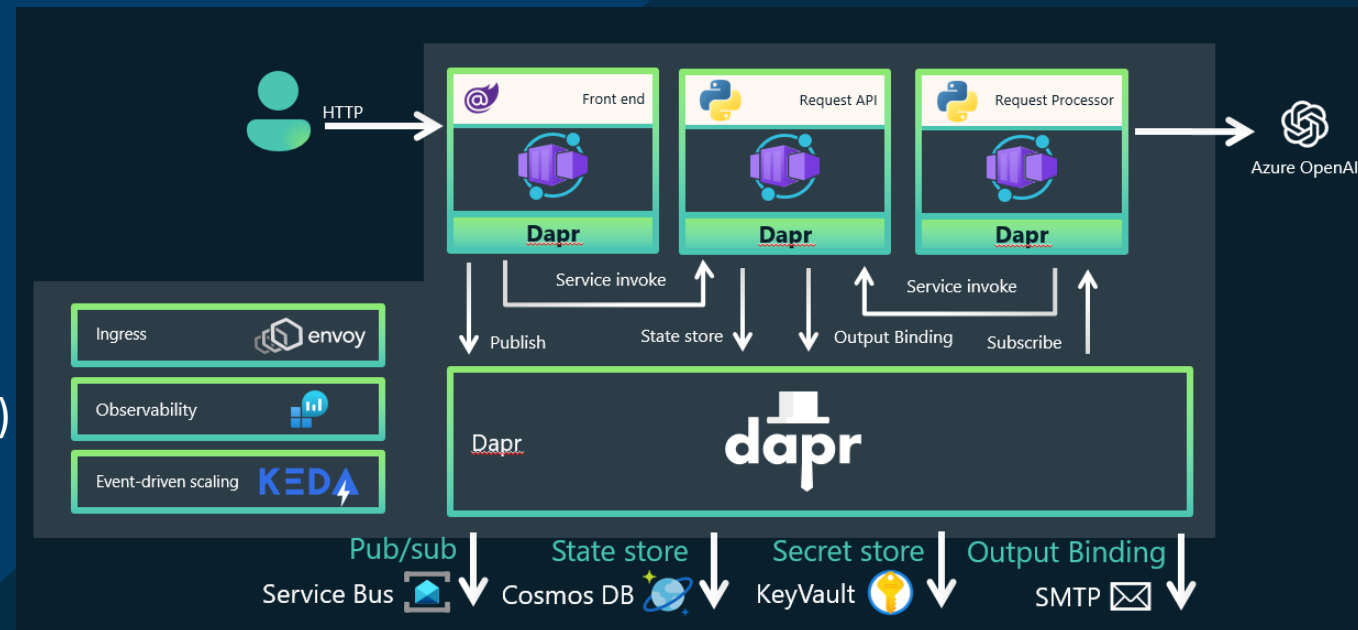 HTTP
@
Front end
Request API
Request Processor
Azure OpenAI
Dapr
Dapr
Dapr
Service invoke
Service invoke
Publish
State store
Output Binding
Subscribe
Ingress
envoy
Observability
)
Event-driven scaling
KEDA
Dapr
dapr
Pub/sub
State store
Secret store
Output Binding
Service Bus
Cosmos DB
KeyVault
SMTP